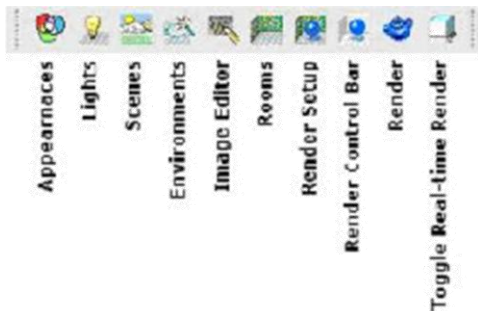 Appearnaces
Lights
Scenes
Environments
Image Editor
Rooms
Render Setup
Render Control Bar
Render
Toggle Real-time Render